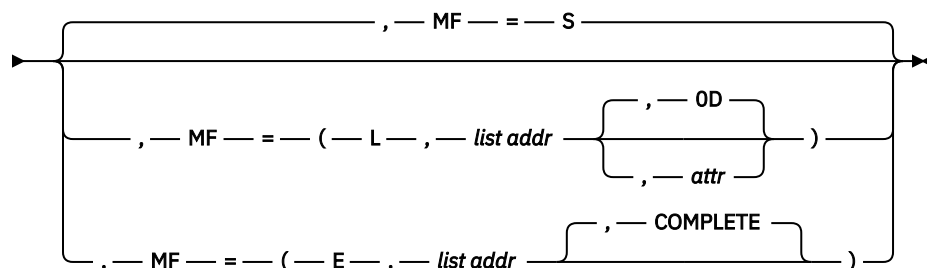 , MF = S
, 0D
, MF = ( L , list addr )
, attr
, COMPLETE
, MF = ( E , list addr )